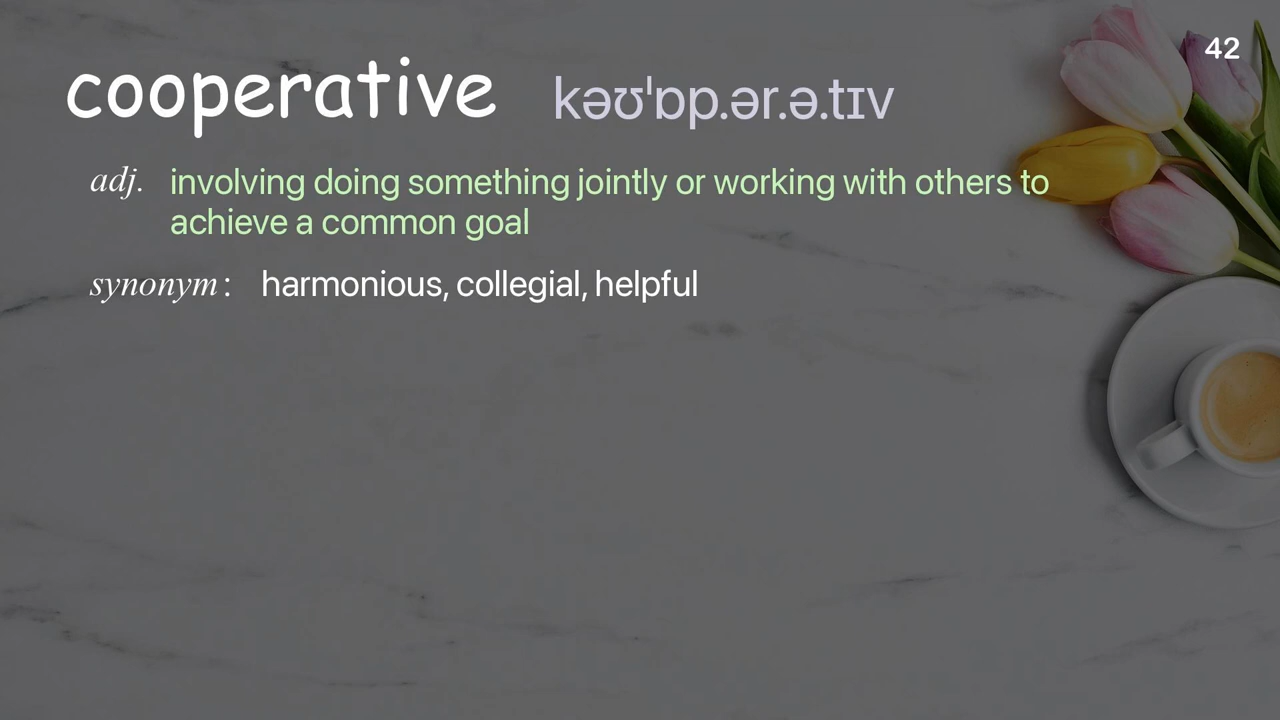 42
cooperative kəʊˈɒp.ər.ə.tɪv
adj. involving doing something jointly or working with others to
achieve a common goal
synonym : harmonious, collegial, helpful